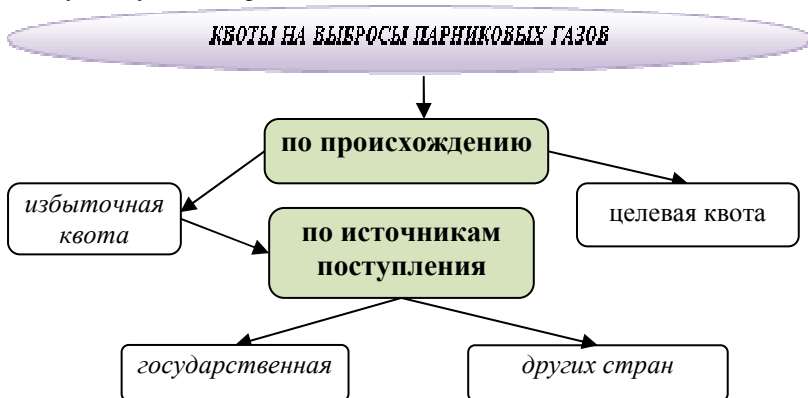 КВОТЫ НА ВЫБРОСЫ ПАРНИКОВЫХ ГАЗОВ
по происхождению
избыточная
квота
целевая квота
по источникам
поступления
государственная
других стран